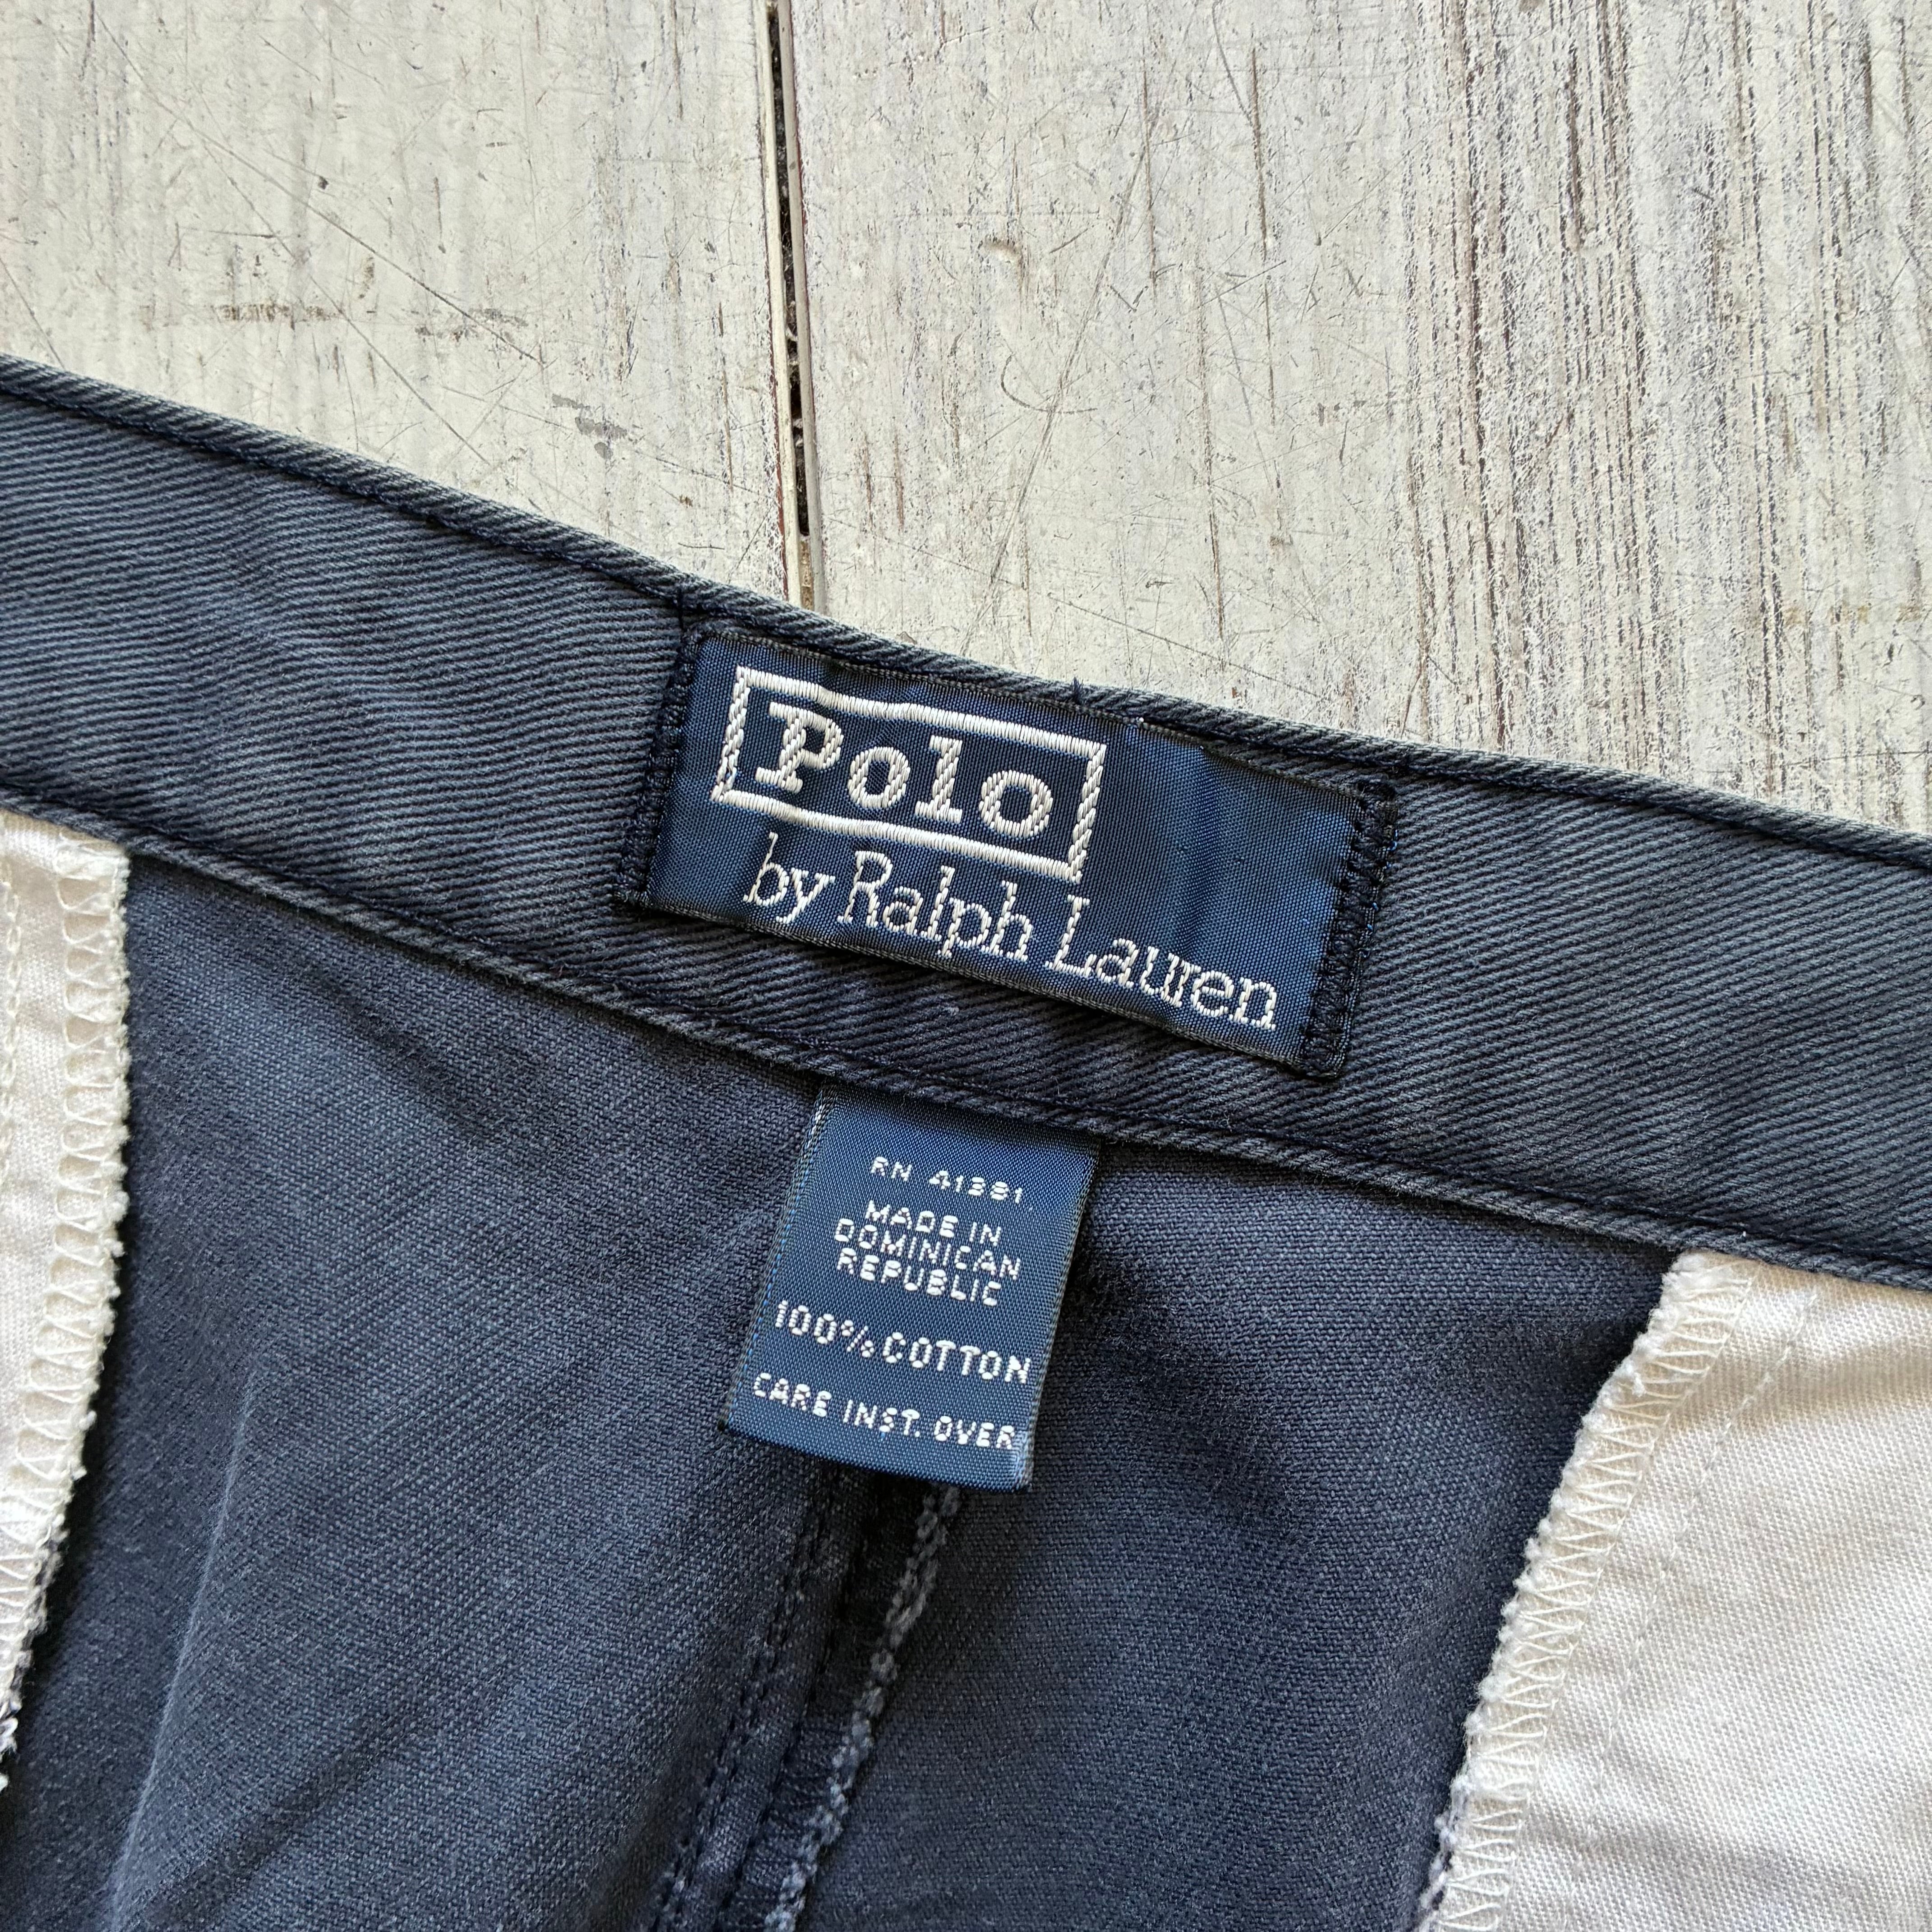 Polo
by Ralph Lauren
RN 41381
MADE IN
DOMINICAN
REPUBLIC
100% COTTON
CARE INST. OVER